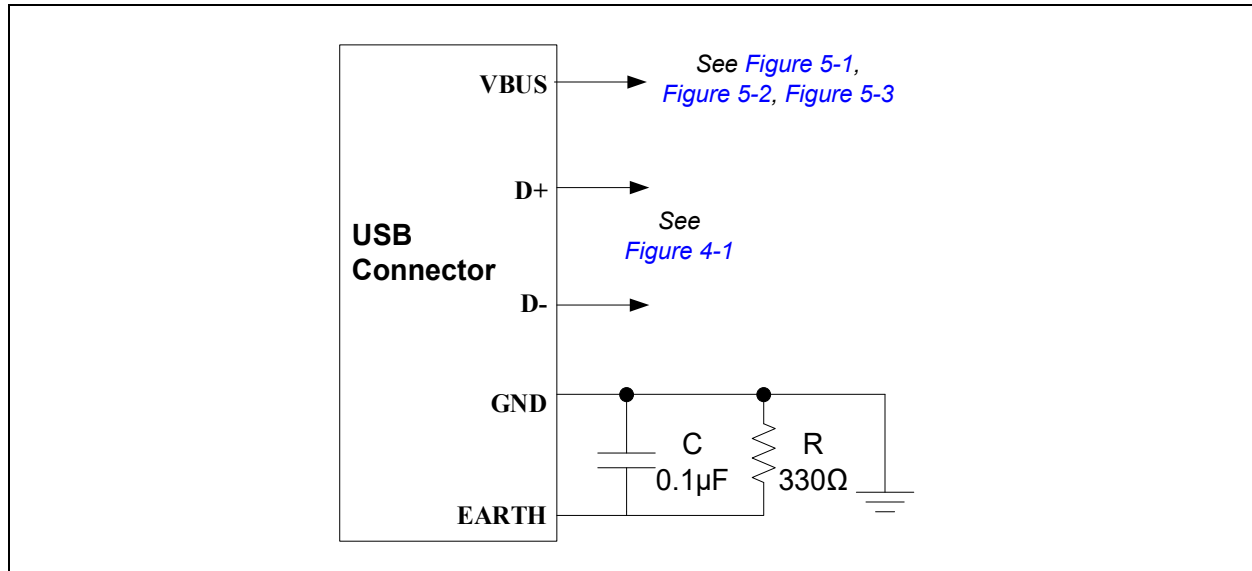 VBUS
See Figure 5-1,
Figure 5-2, Figure 5-3
D+
See
Figure 4-1
USB
Connector
D-
GND
C
0.1µF
R
330Ω
EARTH